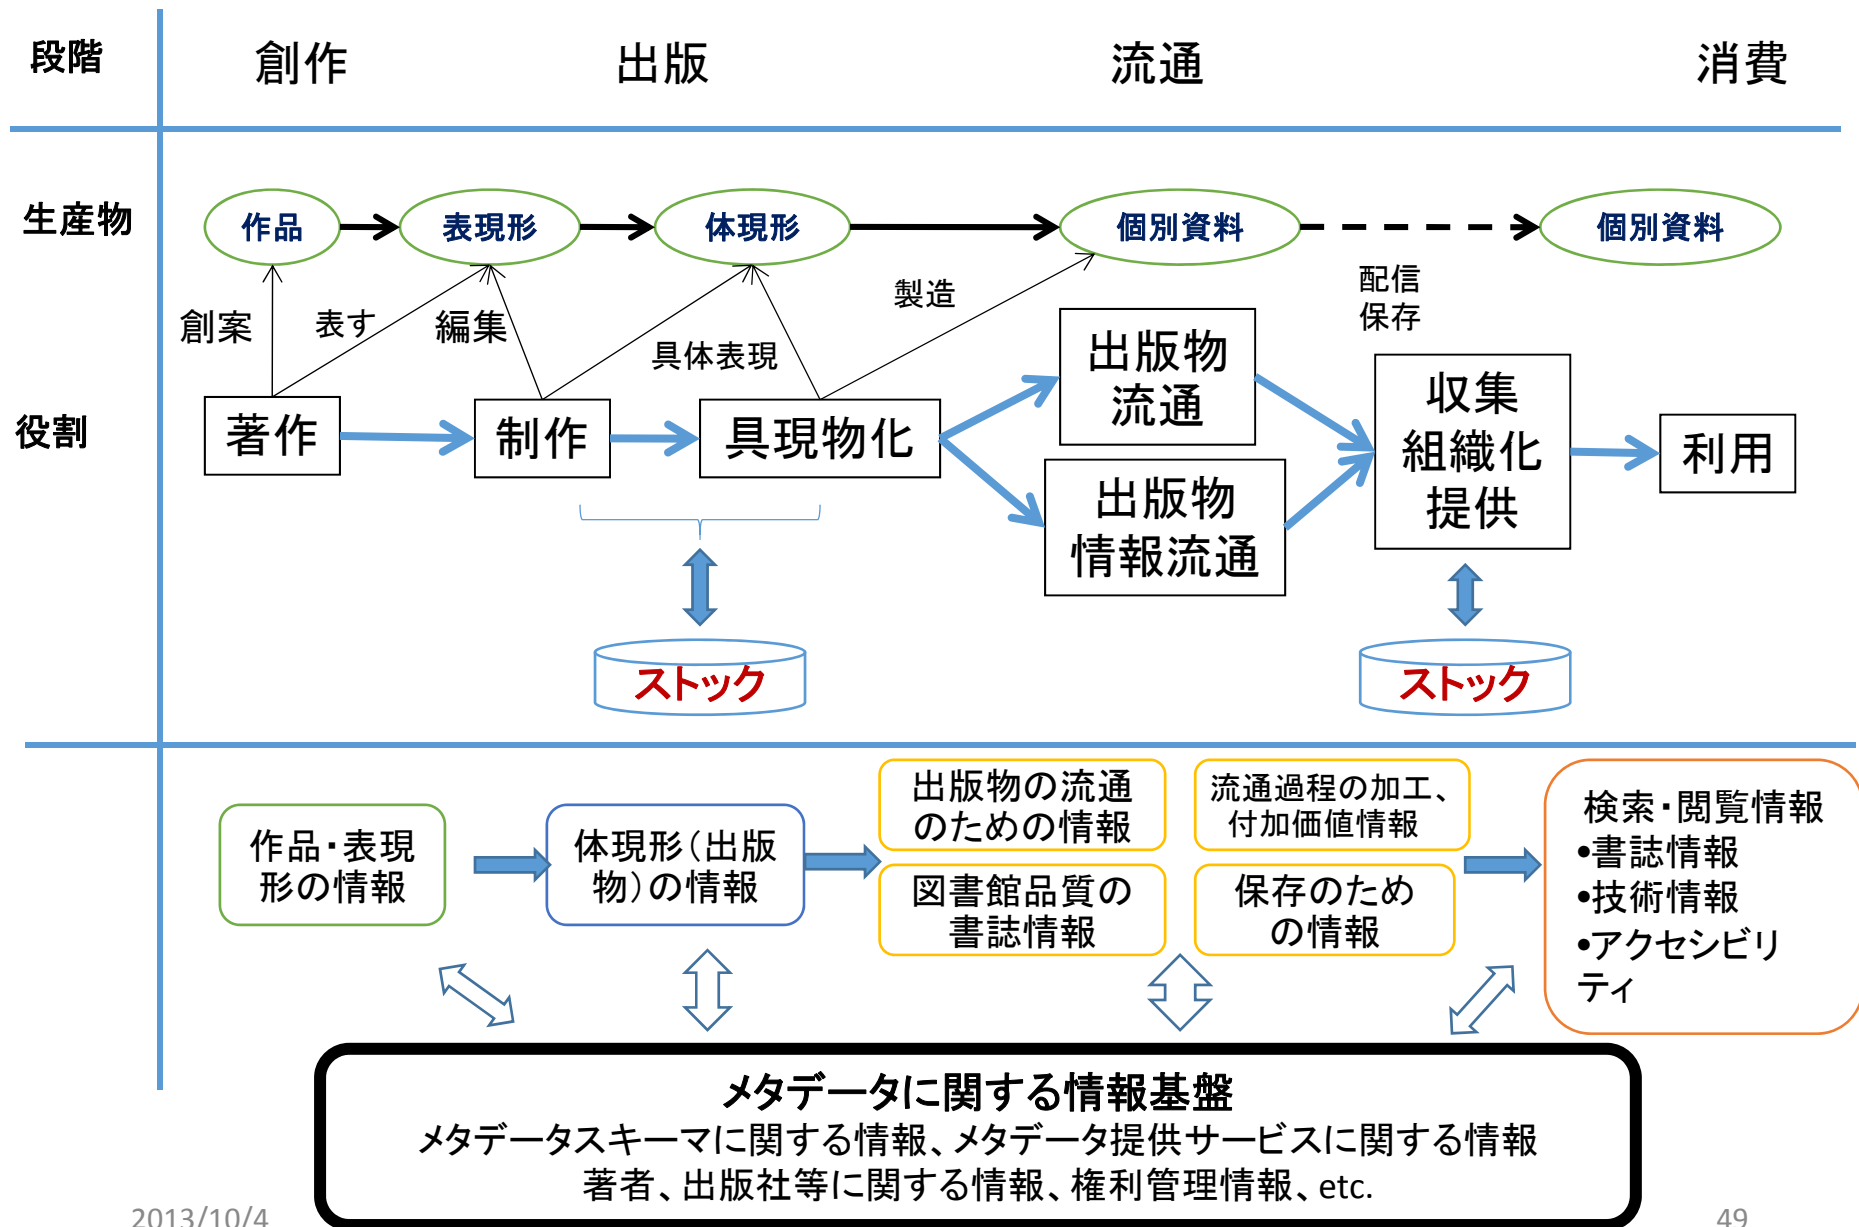 段階
創作
出版
流通
消費
生産物
作品
表現形
体現形
個別資料
個別資料
創案
表す
編集
具体表現
製造
配信
保存
役割
著作
制作
具現物化
出版物
流通
出版物
情報流通
収集
組織化
提供
利用
ストック
ストック
作品・表現
形の情報
体現形（出版
物）の情報
出版物の流通
のための情報
流通過程の加工、
付加価値情報
図書館品質の
書誌情報
保存のため
の情報
検索・閲覧情報
•書誌情報
•技術情報
•アクセシビリ
ティ
メタデータに関する情報基盤
メタデータスキーマに関する情報、メタデータ提供サービスに関する情報
著者、出版社等に関する情報、権利管理情報、etc.
2013/10/4
49